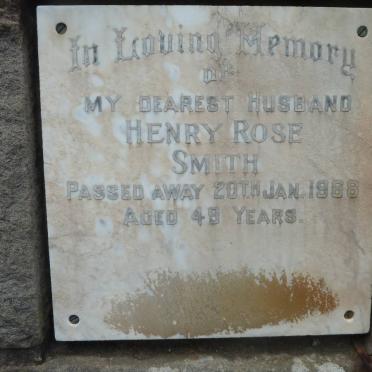 In Loving Memory
of
MY DEAREST HUSBAND
HENRY ROSE
SMITH
PASSED AWAY 20TH JAN. 1966
AGED 49 YEARS.